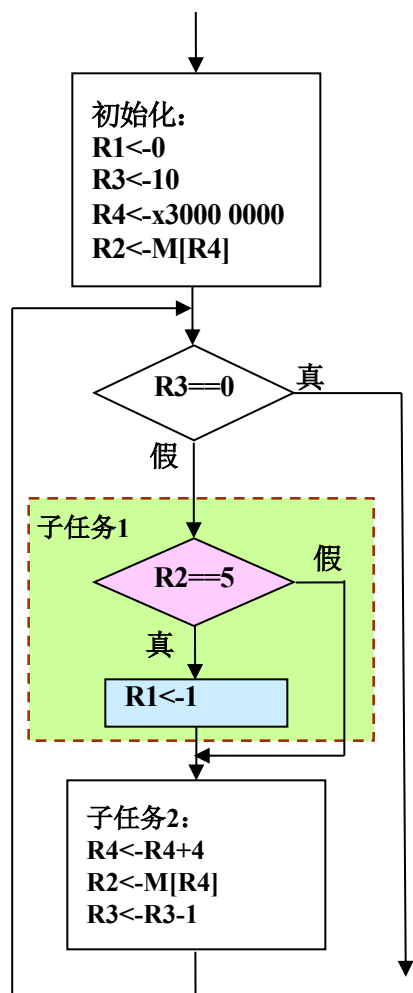 初始化：
R1<-0
R3<-10
R4<-x3000 0000
R2<-M[R4]
R3==0
真
假
子任务1
R2==5
假
真
R1<-1
子任务2：
R4<-R4+4
R2<-M[R4]
R3<-R3-1